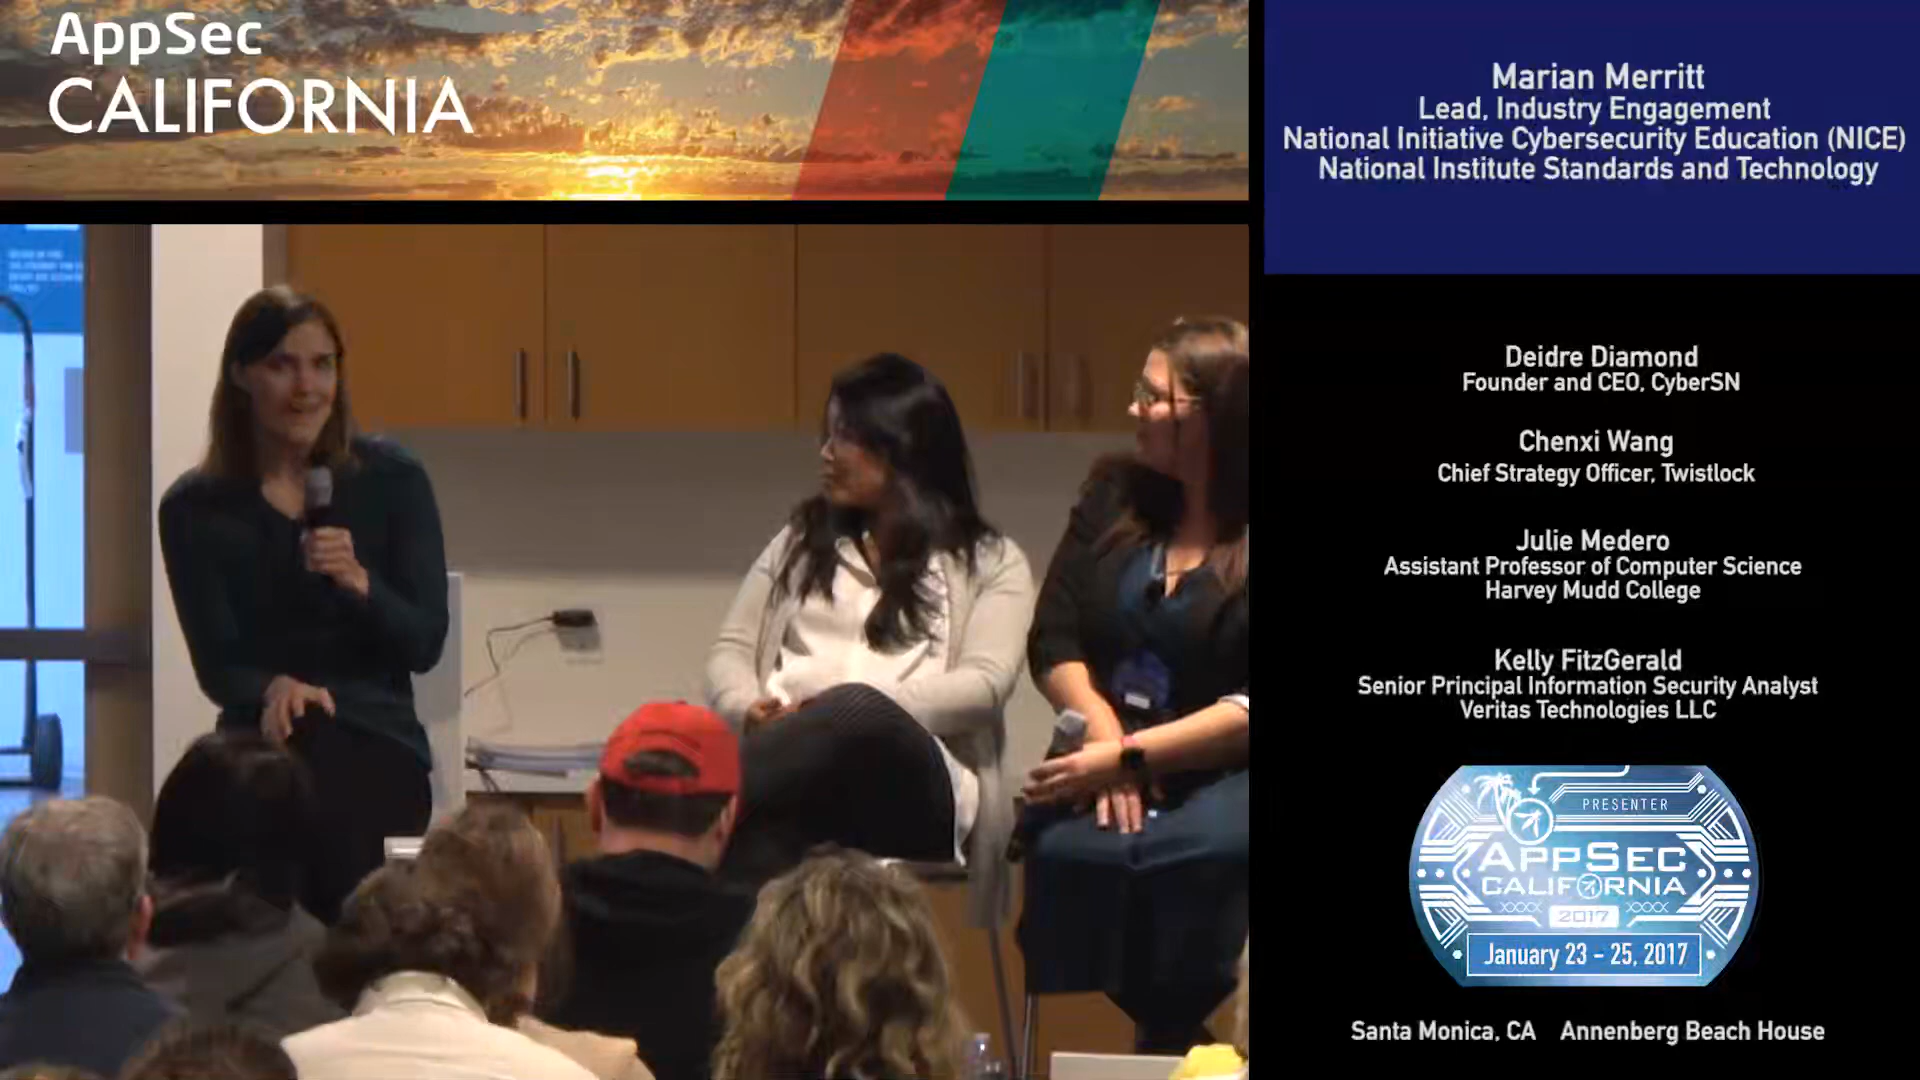 AppSec
CALIFORNIA
Marian Merritt
Lead, Industry Engagement
National Initiative Cybersecurity Education (NICE)
National Institute Standards and Technology
Deidre Diamond
Founder and CEO, CyberSN
Chenxi Wang
Chief Strategy Officer, Twistlock
Julie Medero
Assistant Professor of Computer Science
Harvey Mudd College
Kelly FitzGerald
Senior Principal Information Security Analyst
Veritas Technologies LLC
PRESENTER
APPSEC
CALIFORNIA
2017
January 23 - 25, 2017
Santa Monica, CA Annenberg Beach House